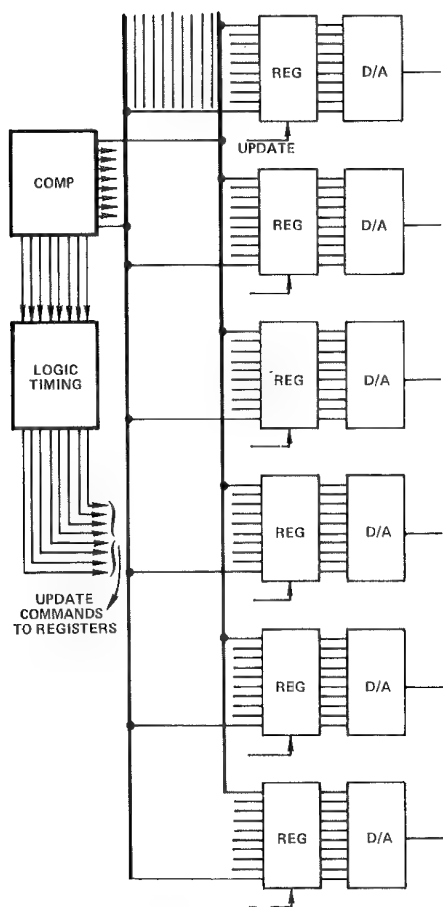 REG
D/A
UPDATE
COMP
REG
D/A
LOGIC
TIMING
REG
D/A
REG
D/A
UPDATE
COMMANDS
TO REGISTERS
REG
D/A
REG
D/A